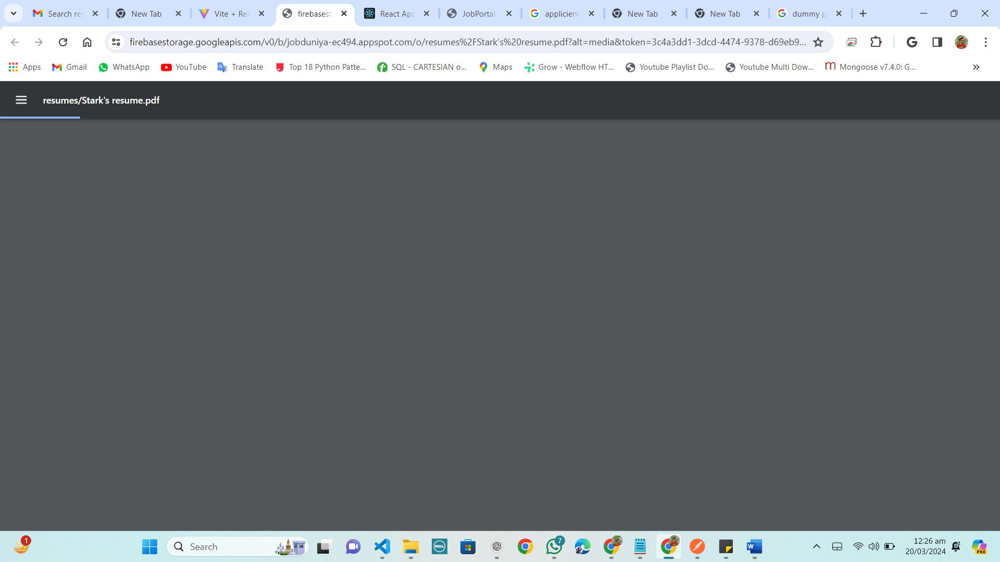 Search res
New Tab
Vite + Rea
firebasest
React App
JobPortal
applicient
New Tab
New Tab
dummy p
firebasestorage.googleapis.com/v0/b/jobduniya-ec494.appspot.com/o/resumes%2FStark's%20resume.pdf?alt=media&token=3c4a3dd1-3dcd-4474-9378-d69eb9...
Apps
Gmail
WhatsApp
YouTube
Translate
Top 18 Python Patte...
SQL - CARTESIAN o...
Maps
Grow - Webflow HT...
Youtube Playlist Do...
Youtube Multi Dow...
Mongoose v7.4.0: G...
resumes/Stark's resume.pdf
1
Search
DELL
7
W
12:26 am
20/03/2024
PRE